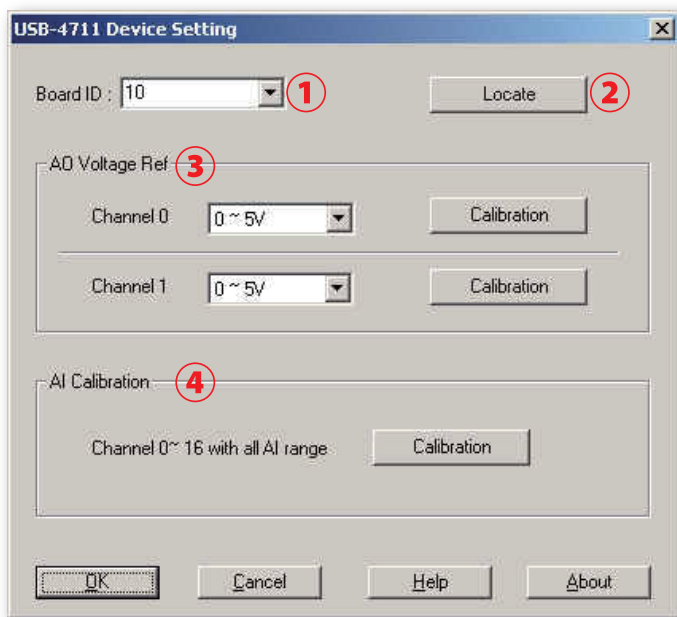 USB-4711 Device Setting
Board ID : 10 ① Locate ②
AO Voltage Ref ③
Channel 0 0 ~ 5V Calibration
Channel 1 0 ~ 5V Calibration
AI Calibration ④
Channel 0~ 16 with all AI range Calibration
OK Cancel Help About